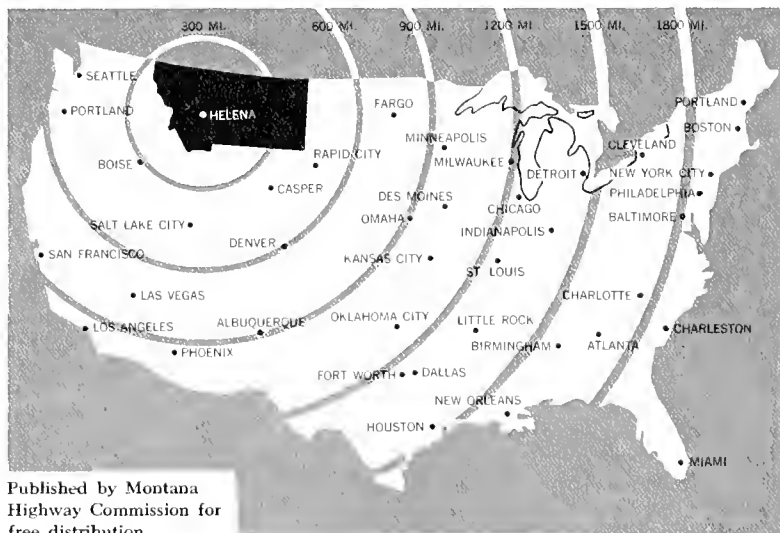 300 MI.
600 MI.
900 MI.
1200 MI.
1500 MI.
1800 MI.
SEATTLE
PORTLAND
HELENA
FARGO
PORTLAND
BOSTON
MINNEAPOLIS
CLEVELAND
BOISE
RAPID CITY
MILWAUKEE
DETROIT
NEW YORK CITY
CASPER
PHILADELPHIA
DES MOINES
CHICAGO
SALT LAKE CITY
OMAHA
BALTIMORE
DENVER
INDIANAPOLIS
SAN FRANCISCO
KANSAS CITY
ST LOUIS
LAS VEGAS
CHARLOTTE
LOS ANGELES
ALBUQUERQUE
OKLAHOMA CITY
LITTLE ROCK
CHARLESTON
PHOENIX
BIRMINGHAM
ATLANTA
FORT WORTH
DALLAS
NEW ORLEANS
HOUSTON
MIAMI
Published by Montana
Highway Commission for
free distribution